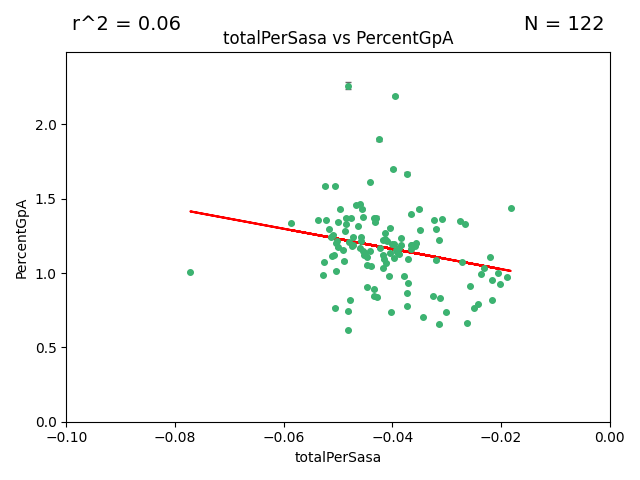 r^2 = 0.06
N = 122
totalPerSasa vs PercentGpA
PercentGpA
2.0
1.5
1.0
0.5
0.0
−0.10
−0.08
−0.06
−0.04
−0.02
0.00
totalPerSasa